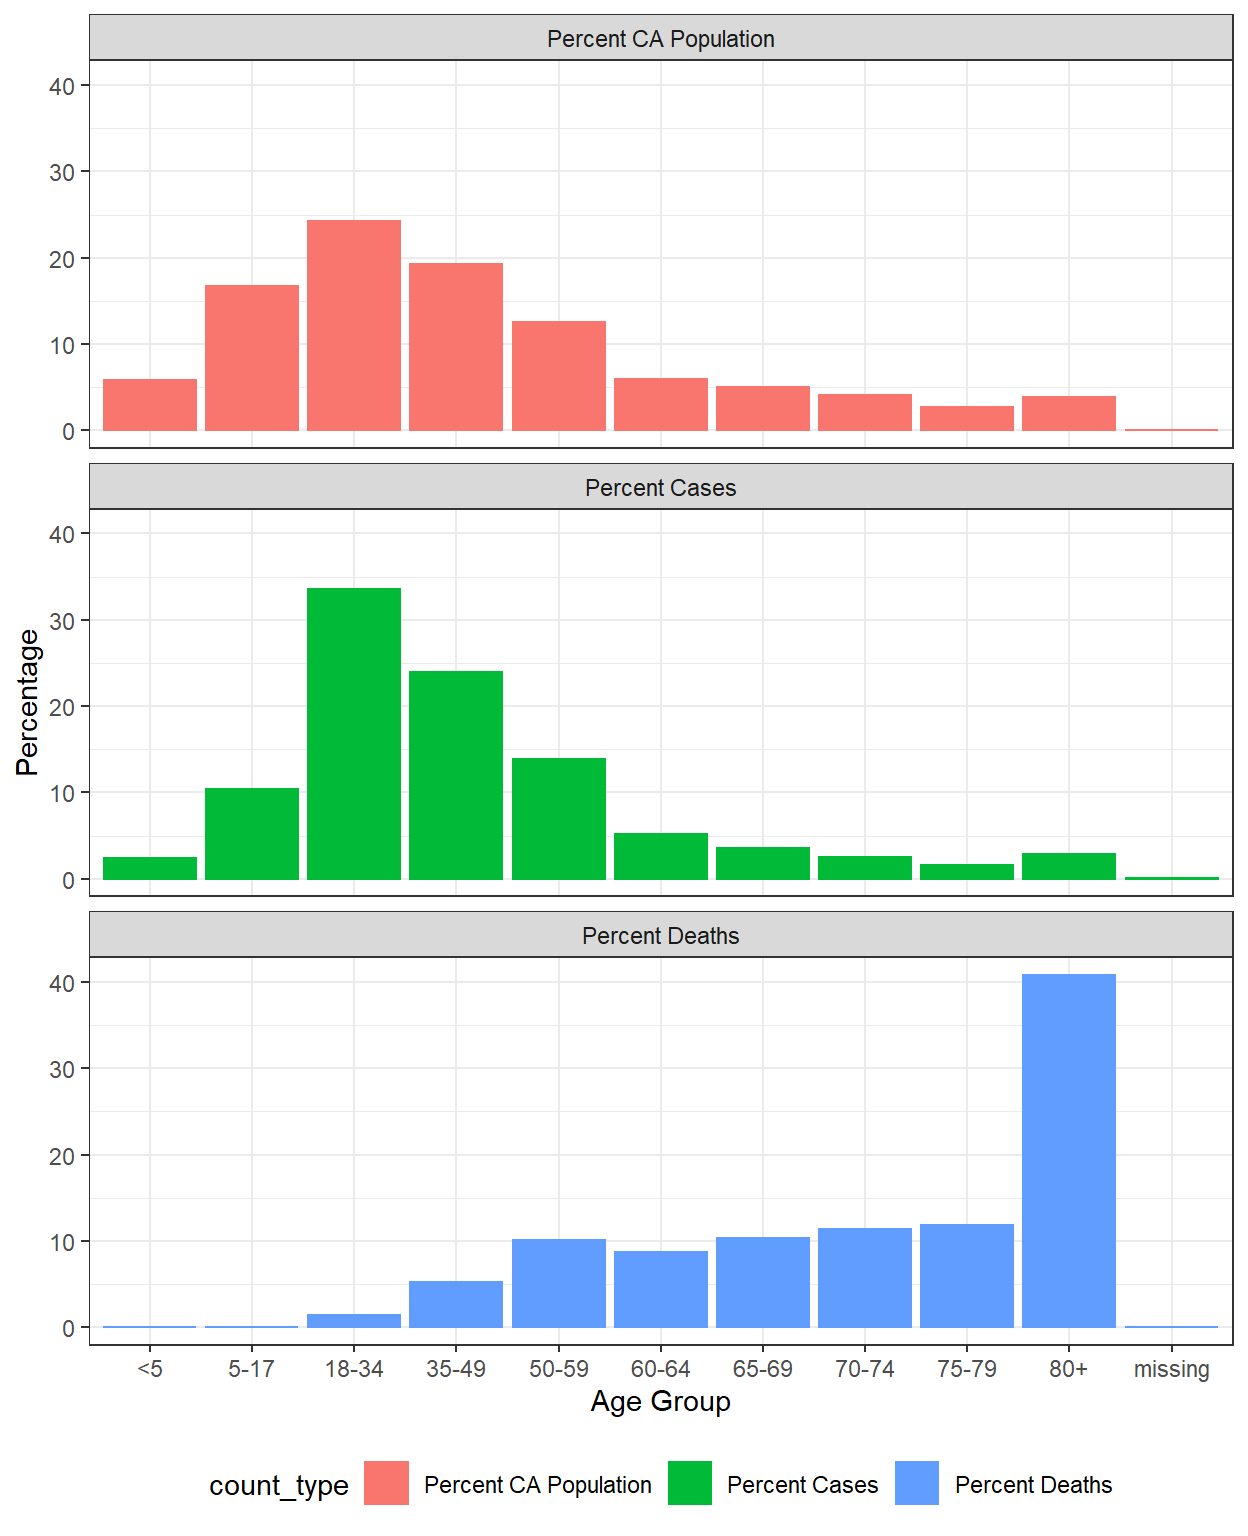 Percent CA Population
40
30
20
10
0
Percent Cases
40
30
20
10
0
Percentage
Percent Deaths
40
30
20
10
0
<5 5-17 18-34 35-49 50-59 60-64 65-69 70-74 75-79 80+ missing
Age Group
count_type Percent CA Population Percent Cases Percent Deaths